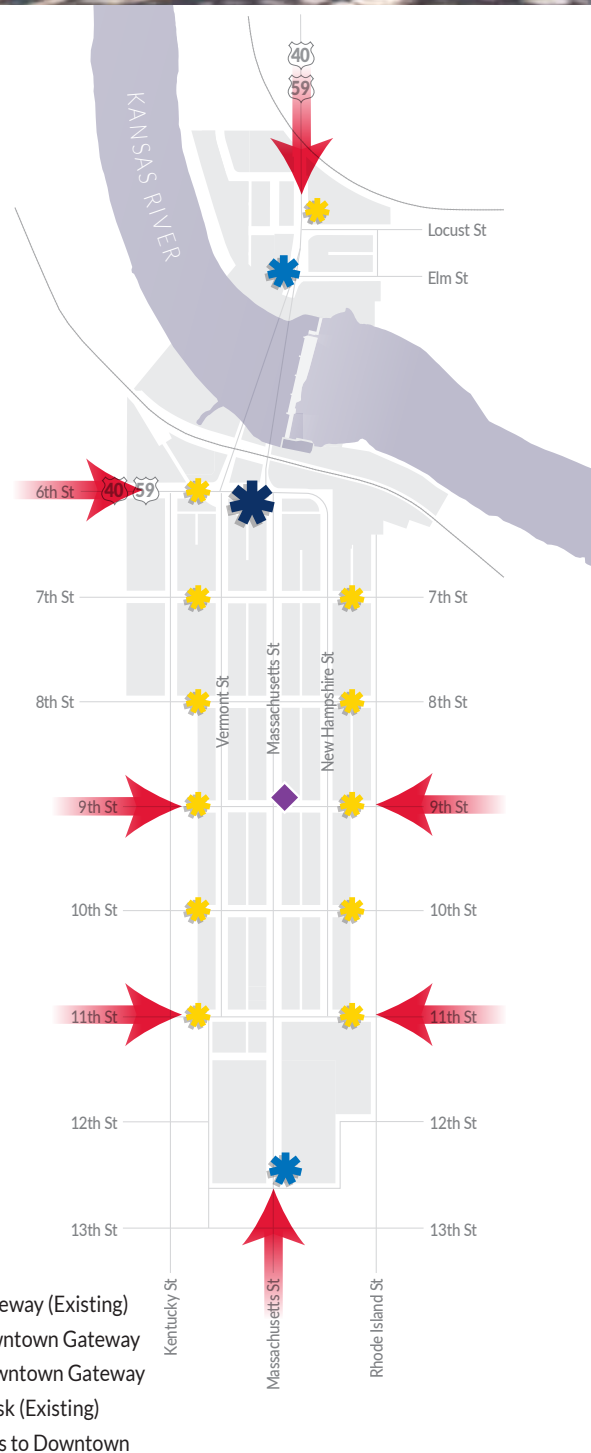 40
59
KANSAS RIVER
Locust St
Elm St
6th St 40 59
7th St 7th St
8th St 8th St
Vermont St
Massachusetts St
New Hampshire St
9th St 9th St
10th St 10th St
11th St 11th St
12th St 12th St
13th St 13th St
Kentucky St
Massachusetts St
Rhode Island St
eway (Existing)
wntown Gateway
wntown Gateway
sk (Existing)
s to Downtown